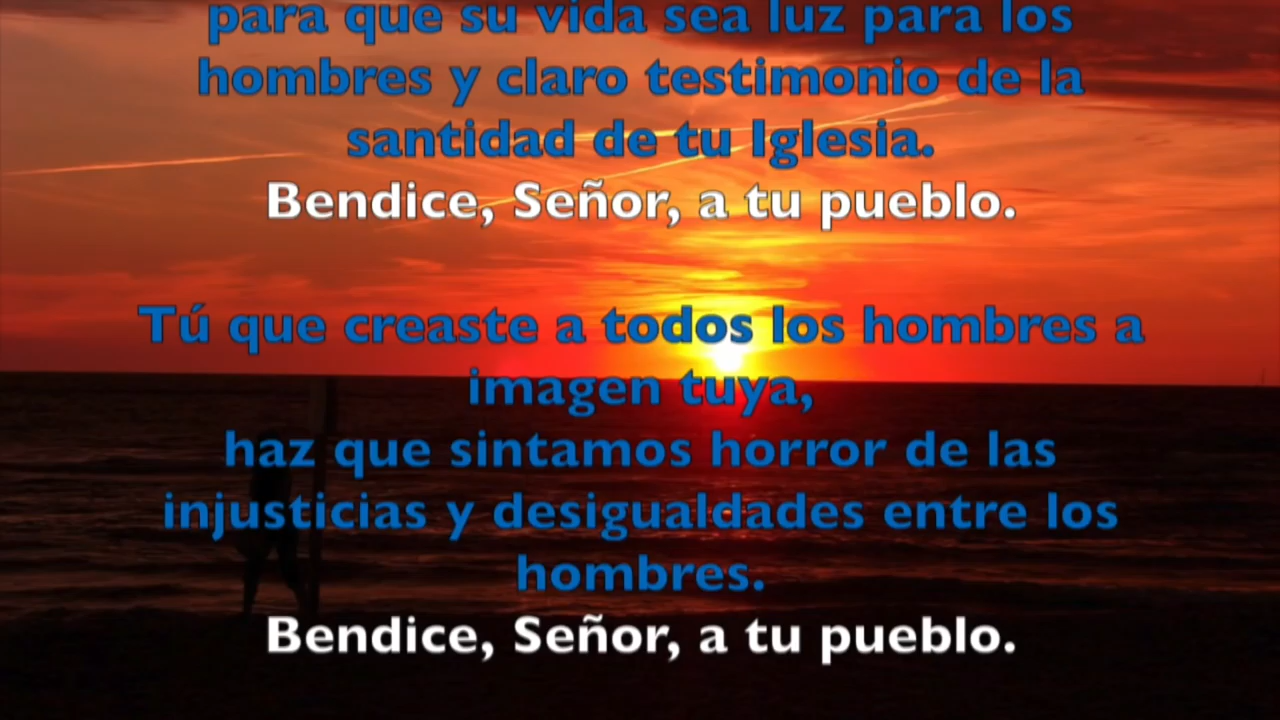 para que su vida sea luz para los
hombres y claro testimonio de la
santidad de tu Iglesia.
Bendice, Señor, a tu pueblo.
Tú que creaste a todos los hombres a
imagen tuya,
haz que sintamos horror de las
injusticias y desigualdades entre los
hombres.
Bendice, Señor, a tu pueblo.